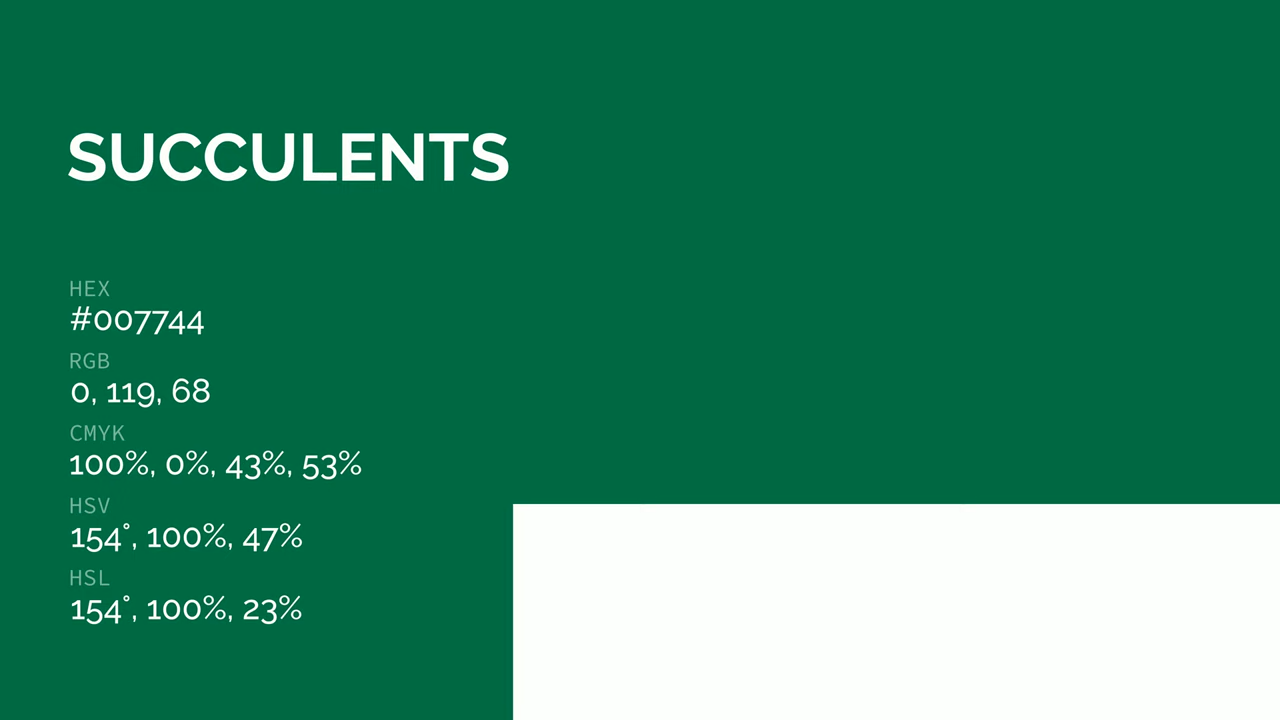 SUCCULENTS
HEX
#007744
RGB
0, 119, 68
CMYK
100%, 0%, 43%, 53%
HSV
154°, 100%, 47%
HSL
154°, 100%, 23%